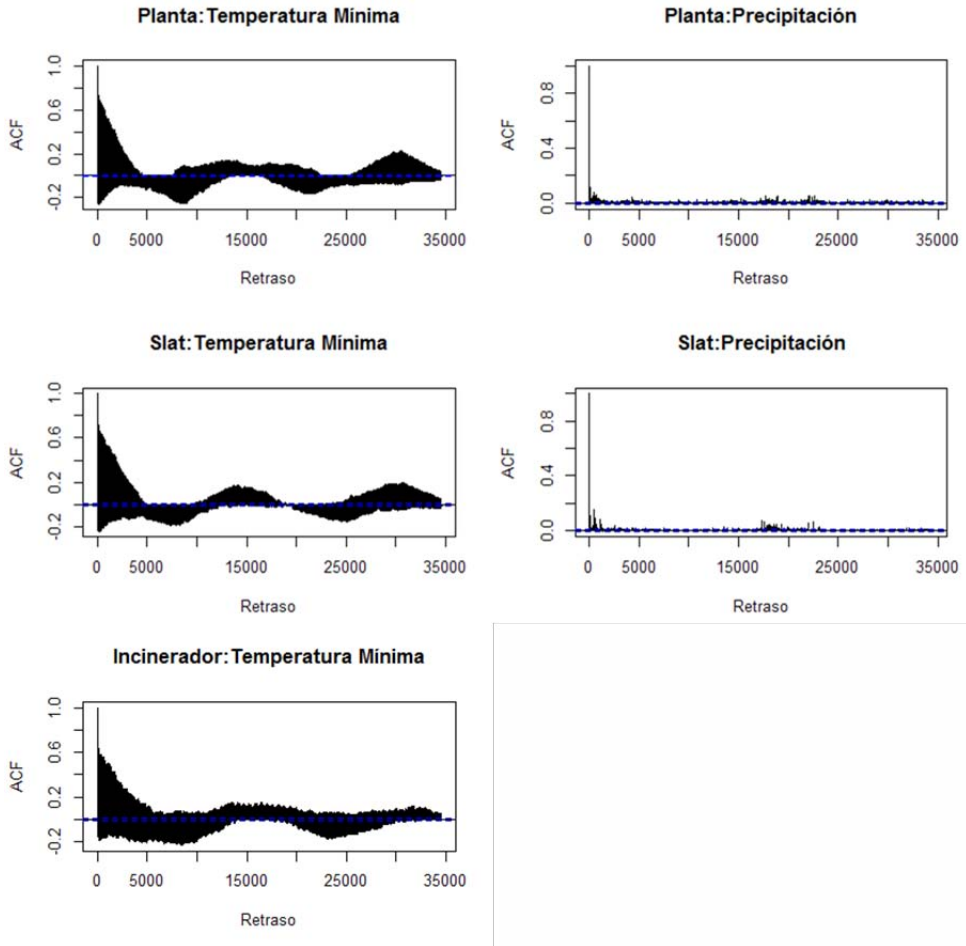 Planta:Temperatura Mínima
ACF
1.0
0.6
0.2
-0.2
0 5000 15000 25000 35000
Retraso
Planta:Precipitación
ACF
0.8
0.4
0.0
0 5000 15000 25000 35000
Retraso
Slat:Temperatura Mínima
ACF
1.0
0.6
0.2
-0.2
0 5000 15000 25000 35000
Retraso
Slat:Precipitación
ACF
0.8
0.4
0.0
0 5000 15000 25000 35000
Retraso
Incinerador:Temperatura Mínima
ACF
1.0
0.6
0.2
-0.2
0 5000 15000 25000 35000
Retraso